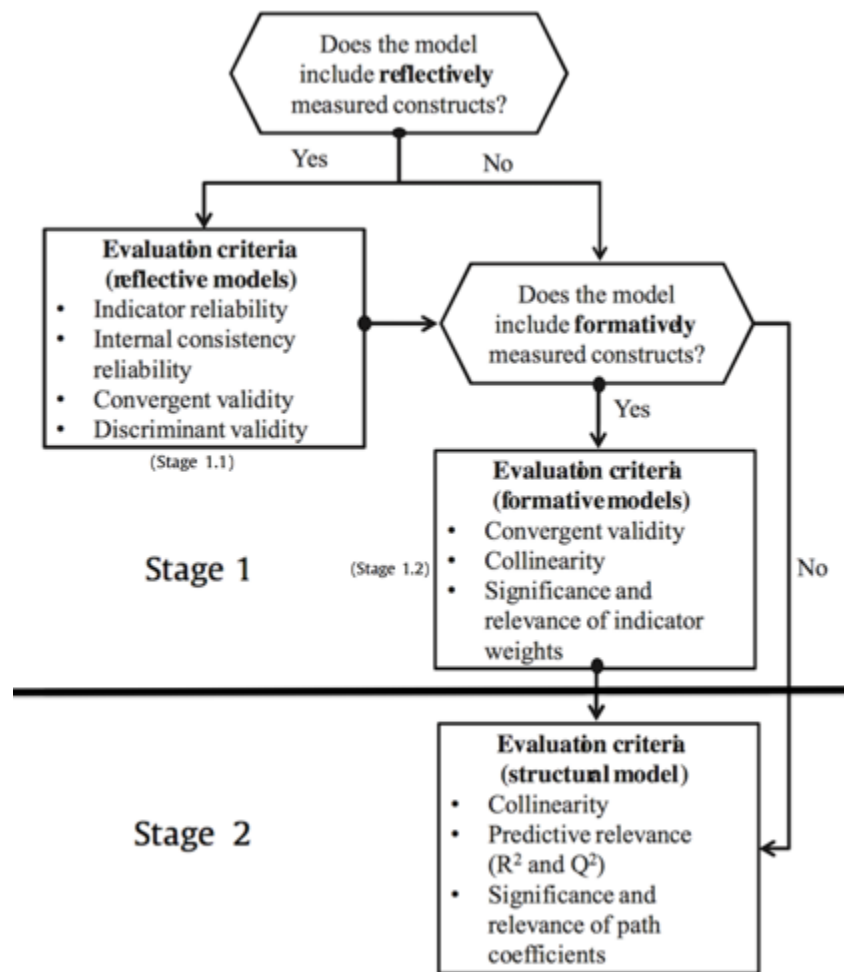 Does the model
include reflectively
measured constructs?
Yes
No
Evaluation criteria
(reflective models)
• Indicator reliability
• Internal consistency
reliability
• Convergent validity
• Discriminant validity
(Stage 1.1)
Does the model
include formatively
measured constructs?
Yes
Evaluation criteria
(formative models)
• Convergent validity
• Collinearity
• Significance and
relevance of indicator
weights
Stage 1
(Stage 1.2)
No
Evaluation criteria
(structural model)
• Collinearity
• Predictive relevance
(R² and Q²)
• Significance and
relevance of path
coefficients
Stage 2